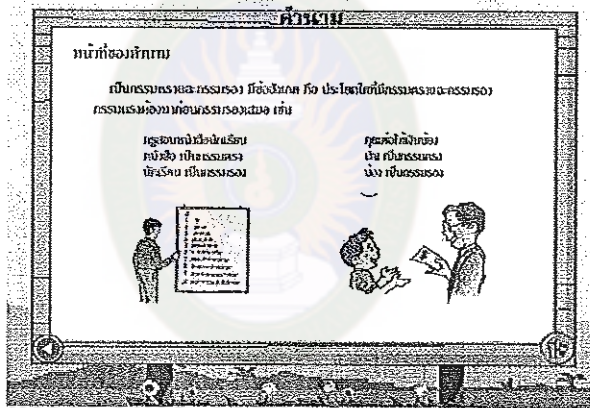 คำนาม
หน้าที่ของคำนาม
เป็นกรรมตรงและกรรมรอง มีข้อสังเกต คือ ประโยคใดที่มีกรรมตรงและกรรมรอง
กรรมตรงต้องมาก่อนกรรมรองเสมอ เช่น
ครูสอนหนังสือนักเรียน
หนังสือ เป็นกรรมตรง
นักเรียน เป็นกรรมรอง
คุณพ่อให้เงินน้อง
เงิน เป็นกรรมตรง
น้อง เป็นกรรมรอง